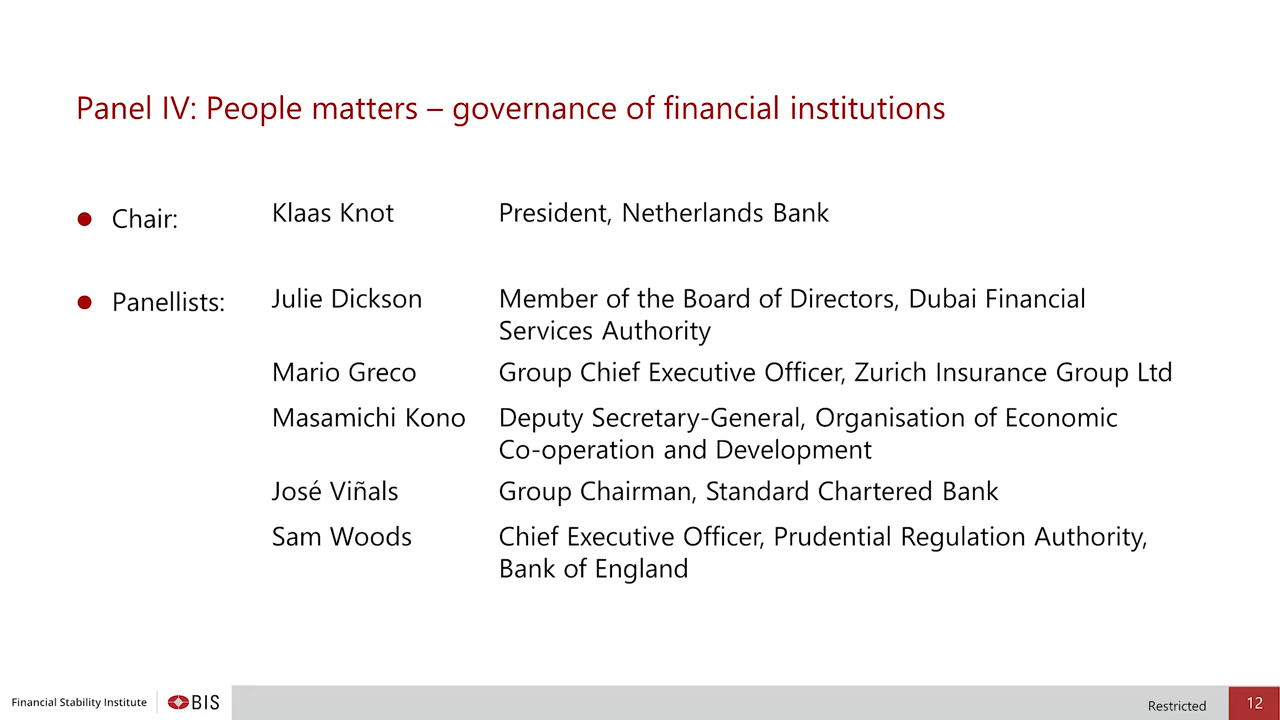 Panel IV: People matters – governance of financial institutions
Chair: Klaas Knot President, Netherlands Bank
Panellists: Julie Dickson Member of the Board of Directors, Dubai Financial
Services Authority
Mario Greco Group Chief Executive Officer, Zurich Insurance Group Ltd
Masamichi Kono Deputy Secretary-General, Organisation of Economic
Co-operation and Development
José Viñals Group Chairman, Standard Chartered Bank
Sam Woods Chief Executive Officer, Prudential Regulation Authority,
Bank of England
Financial Stability Institute BIS Restricted 12